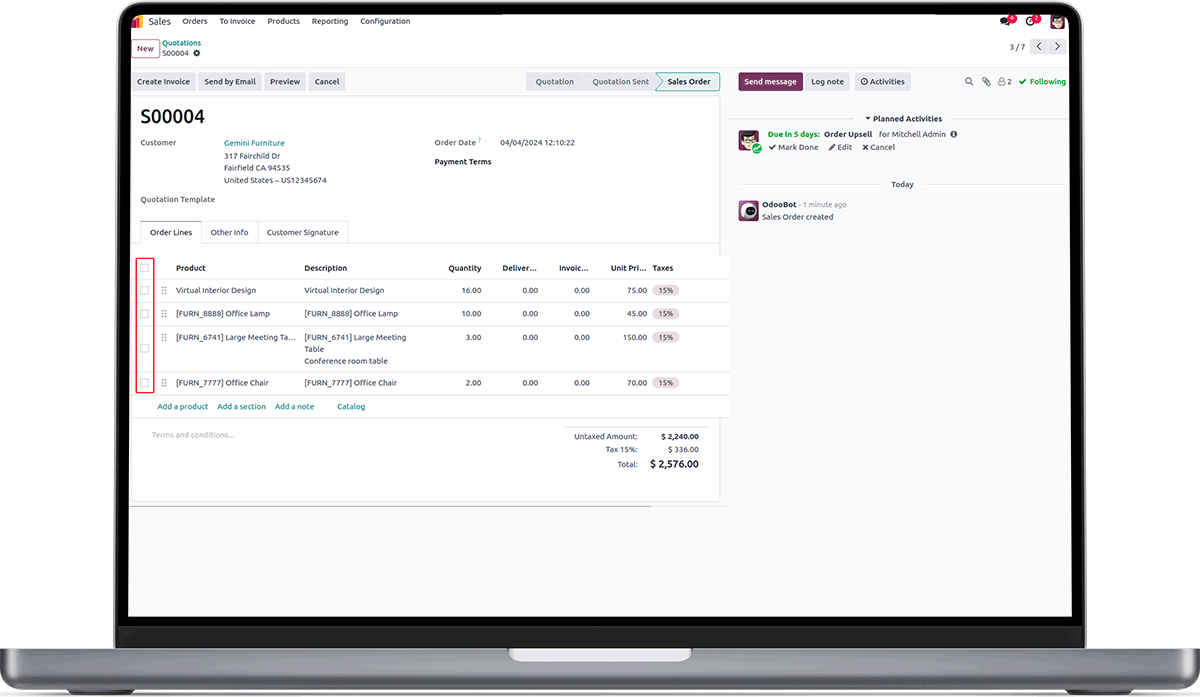 Sales Orders To Invoice Products Reporting Configuration 6 2
New Quotations
S00004 3 / 7
Create Invoice Send by Email Preview Cancel Quotation Quotation Sent Sales Order Send message Log note Activities 2 Following
S00004
Customer Gemini Furniture
317 Fairchild Dr
Fairfield CA 94535
United States – US12345674
Order Date ? 04/04/2024 12:10:22
Payment Terms
Quotation Template
Planned Activities
Due in 5 days: Order Upsell for Mitchell Admin
Mark Done Edit Cancel
Today
OdooBot - 1 minute ago
Sales Order created
Order Lines Other Info Customer Signature
Product Description Quantity Deliver... Invoic... Unit Pri... Taxes
Virtual Interior Design Virtual Interior Design 16.00 0.00 0.00 75.00 15%
[FURN_8888] Office Lamp [FURN_8888] Office Lamp 10.00 0.00 0.00 45.00 15%
[FURN_6741] Large Meeting Ta... [FURN_6741] Large Meeting 3.00 0.00 0.00 150.00 15%
Table
Conference room table
[FURN_7777] Office Chair [FURN_7777] Office Chair 2.00 0.00 0.00 70.00 15%
Add a product Add a section Add a note Catalog
Terms and conditions...
Untaxed Amount: $ 2,240.00
Tax 15%: $ 336.00
Total: $ 2,576.00